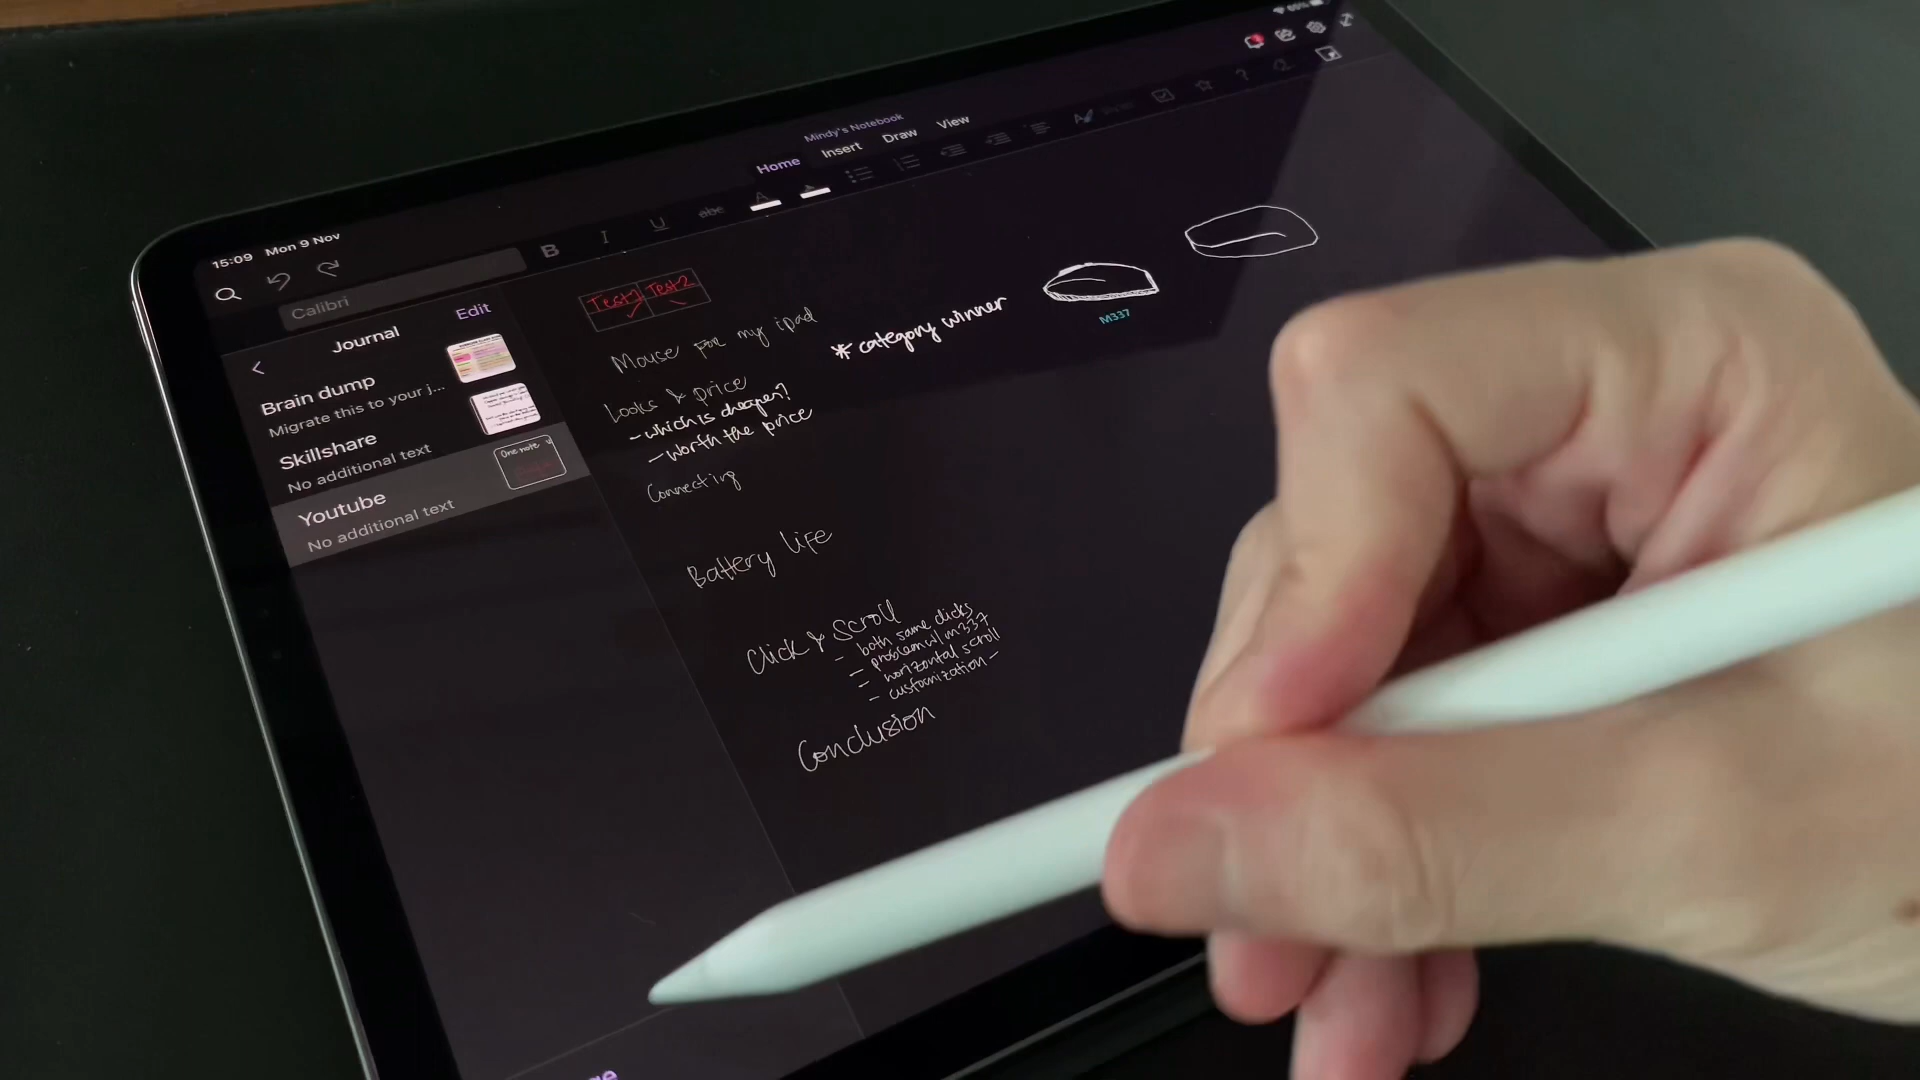 15:09 Mon 9 Nov
Mindy's Notebook
Home Insert Draw View
Calibri
B I U abc A
Journal Edit
Brain dump
Migrate this to your j...
Skillshare
No additional text
Youtube
No additional text
One note
Test1 Test2
Mouse for my ipad
*category winner
M337
Looks & price
-which is cheaper?
-worth the price
Connecting
Battery life
Click & Scroll
- both same clicks
- problem w/ m337
- horizontal scroll
- customization -
Conclusion